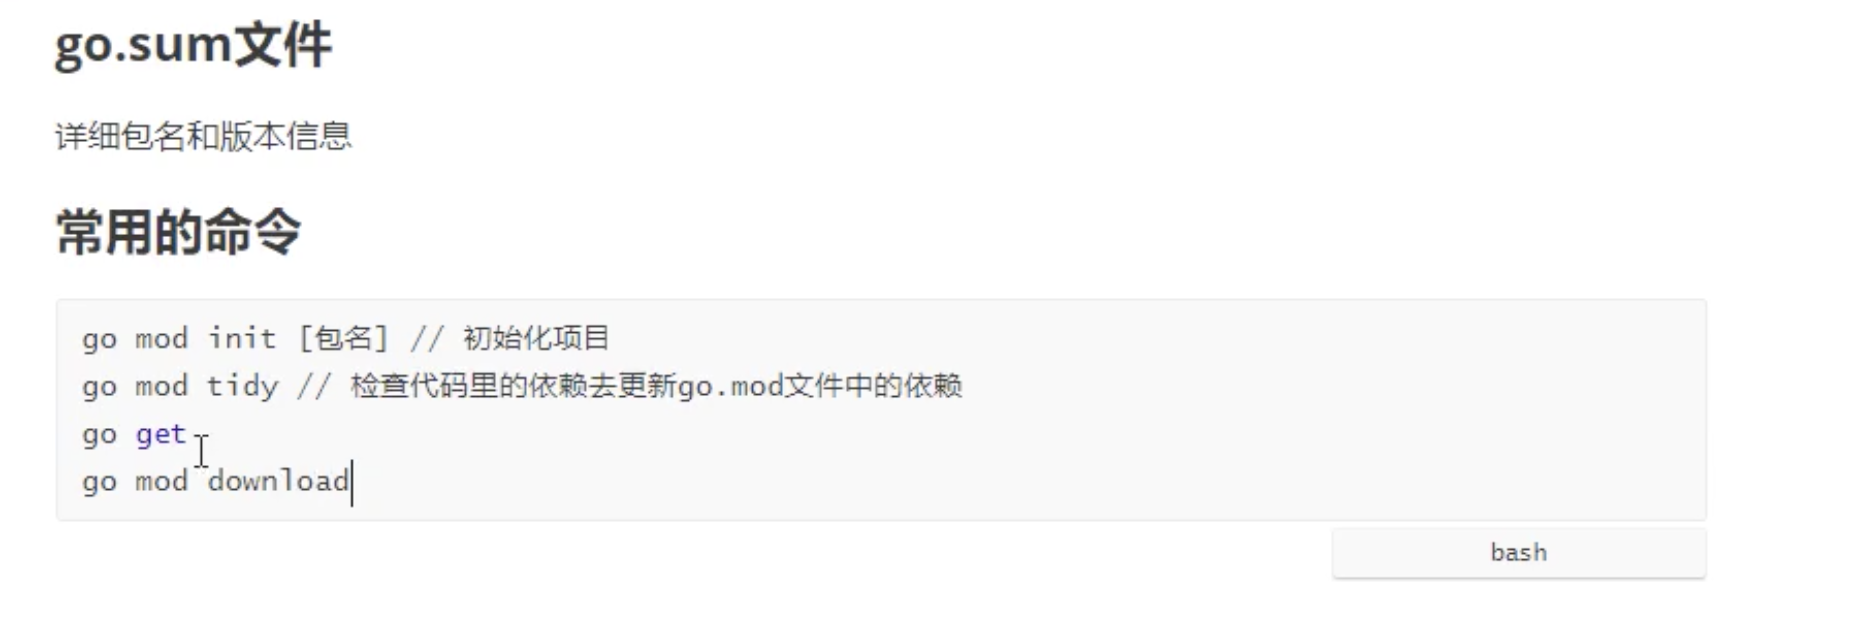 go.sum文件
详细包名和版本信息
常用的命令
go mod init [包名] // 初始化项目
go mod tidy // 检查代码里的依赖去更新go.mod文件中的依赖
go get
go mod download
bash